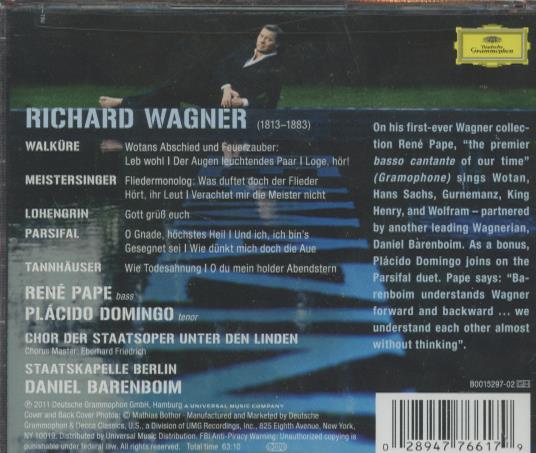 Deutsche
Grammophon
RICHARD WAGNER (1813–1883)
WALKÜRE Wotans Abschied und Feuerzauber:
Leb wohl I Der Augen leuchtendes Paar I Loge, hör!
MEISTERSINGER Fliedermonolog: Was duftet doch der Flieder
Hört, ihr Leut I Verachtet mir die Meister nicht
LOHENGRIN Gott grüß euch
PARSIFAL O Gnade, höchstes Heil I Und ich, ich bin's
Gesegnet sei I Wie dünkt mich doch die Aue
TANNHÄUSER Wie Todesahnung I O du mein holder Abendstern
RENÉ PAPE bass
PLÁCIDO DOMINGO tenor
CHOR DER STAATSOPER UNTER DEN LINDEN
Chorus Master: Eberhard Friedrich
STAATSKAPELLE BERLIN
DANIEL BARENBOIM
On his first-ever Wagner collec-
tion René Pape, “the premier
basso cantante of our time”
(Gramophone) sings Wotan,
Hans Sachs, Gurnemanz, King
Henry, and Wolfram – partnered
by another leading Wagnerian,
Daniel Barenboim. As a bonus,
Plácido Domingo joins on the
Parsifal duet. Pape says: “Ba-
renboim understands Wagner
forward and backward ... we
understand each other almost
without thinking”.
B0015297-02
℗ 2011 Deutsche Grammophon GmbH, Hamburg A UNIVERSAL MUSIC COMPANY
Cover and Back Cover Photos: © Mathias Bothor · Manufactured and Marketed by Deutsche
Grammophon & Decca Classics, U.S., a Division of UMG Recordings, Inc., 825 Eighth Avenue, New York,
NY 10019. Distributed by Universal Music Distribution. FBI Anti-Piracy Warning: Unauthorized copying is
punishable under federal law. All Rights Reserved. Total time 63:10
0 28947 76617 9